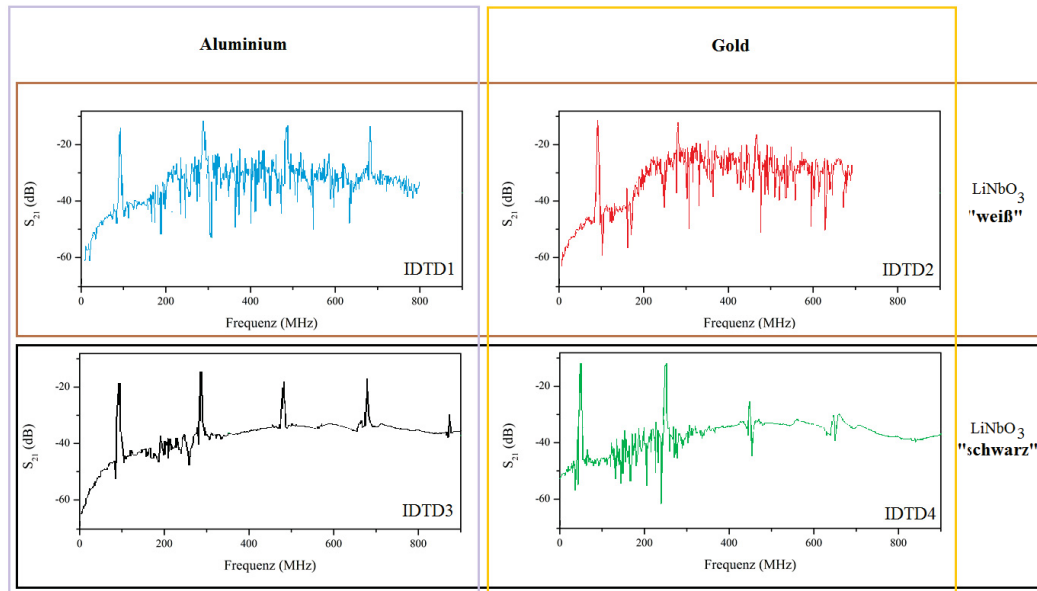 Aluminium
Gold
S21 (dB)
-20
-40
-60
0
200
400
600
800
Frequenz (MHz)
IDTD1
S21 (dB)
-20
-40
-60
0
200
400
600
800
Frequenz (MHz)
IDTD2
LiNbO3
"weiß"
S21 (dB)
-20
-40
-60
0
200
400
600
800
Frequenz (MHz)
IDTD3
S21 (dB)
-20
-40
-60
0
200
400
600
800
Frequenz (MHz)
IDTD4
LiNbO3
"schwarz"